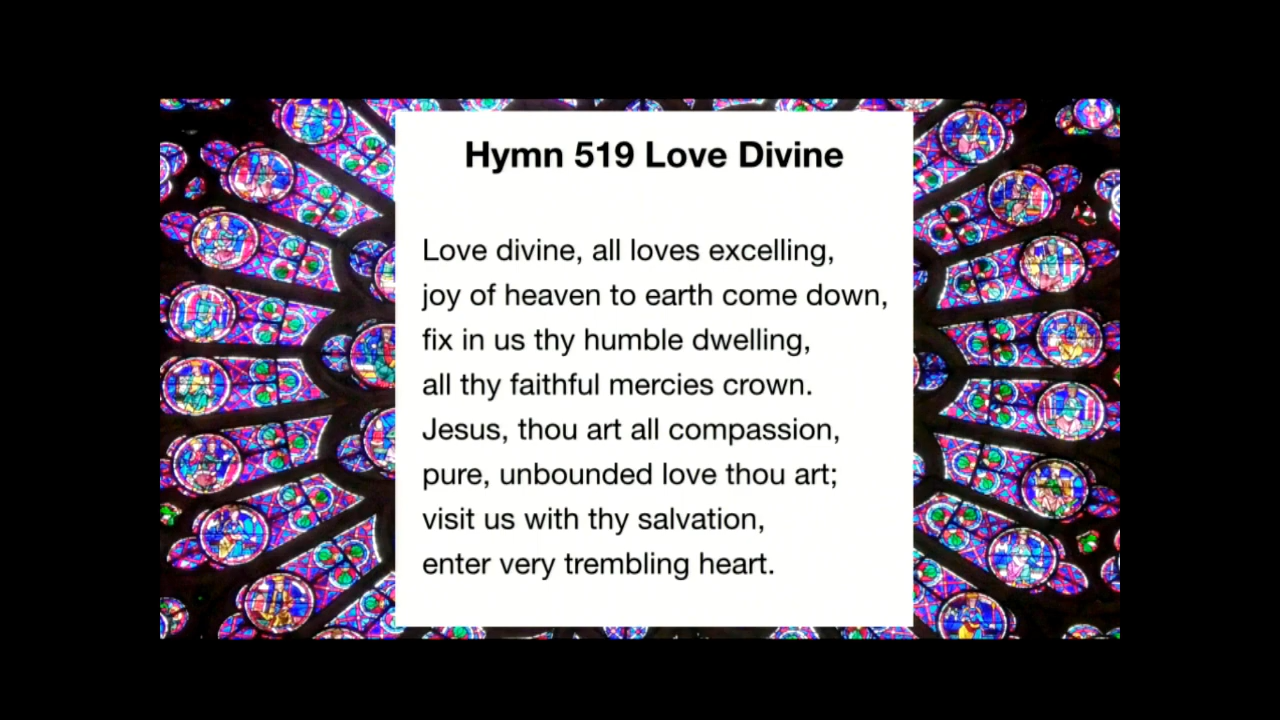 Hymn 519 Love Divine
Love divine, all loves excelling,
joy of heaven to earth come down,
fix in us thy humble dwelling,
all thy faithful mercies crown.
Jesus, thou art all compassion,
pure, unbounded love thou art;
visit us with thy salvation,
enter very trembling heart.